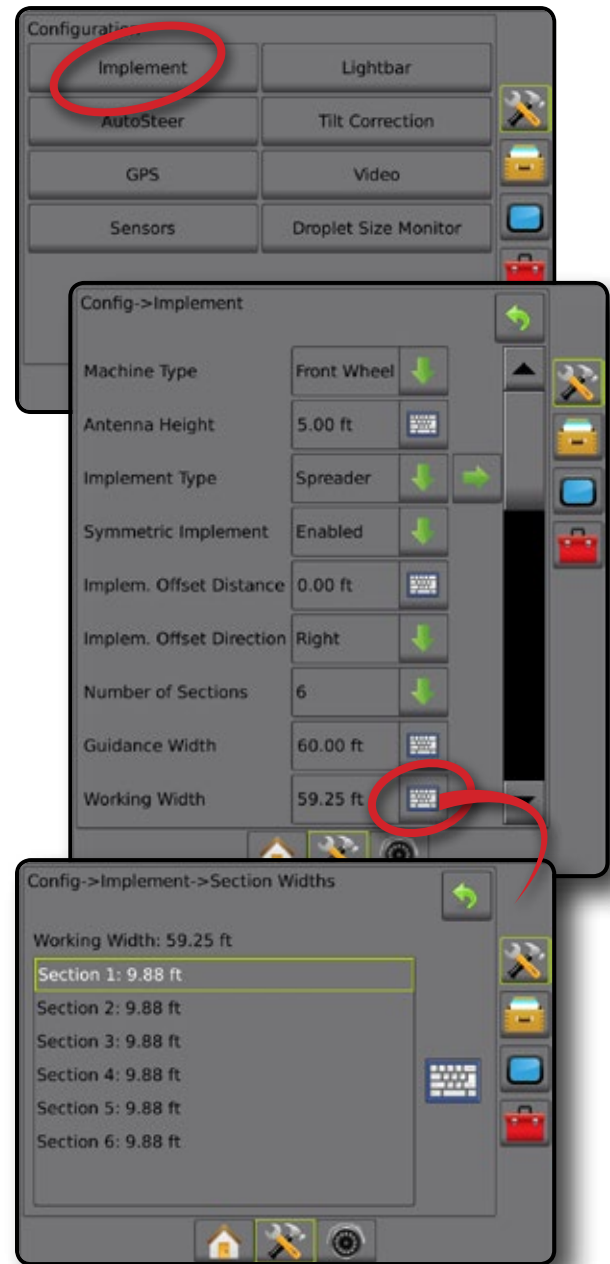 Configuration
Implement Lightbar
AutoSteer Tilt Correction
GPS Video
Sensors Droplet Size Monitor
Config->Implement
Machine Type Front Wheel
Antenna Height 5.00 ft
Implement Type Spreader
Symmetric Implement Enabled
Implem. Offset Distance 0.00 ft
Implem. Offset Direction Right
Number of Sections 6
Guidance Width 60.00 ft
Working Width 59.25 ft
Config->Implement->Section Widths
Working Width: 59.25 ft
Section 1: 9.88 ft
Section 2: 9.88 ft
Section 3: 9.88 ft
Section 4: 9.88 ft
Section 5: 9.88 ft
Section 6: 9.88 ft